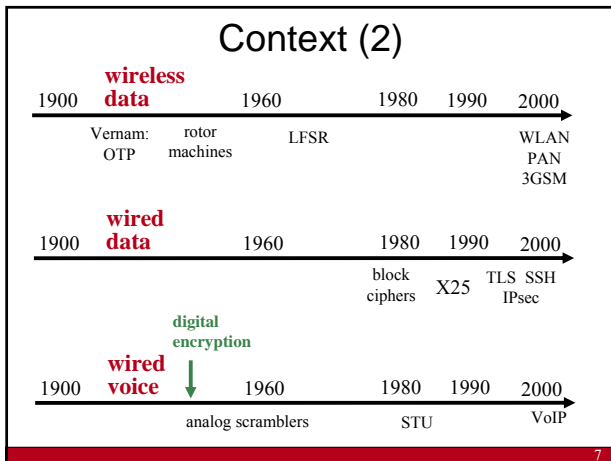 Context (2)
wireless
data
1900 1960 1980 1990 2000
Vernam: rotor LFSR WLAN
OTP machines PAN
3GSM
wired
data
1900 1960 1980 1990 2000
block X25 TLS SSH
ciphers IPsec
digital
encryption
wired
voice
1900 1960 1980 1990 2000
analog scramblers STU VoIP
7